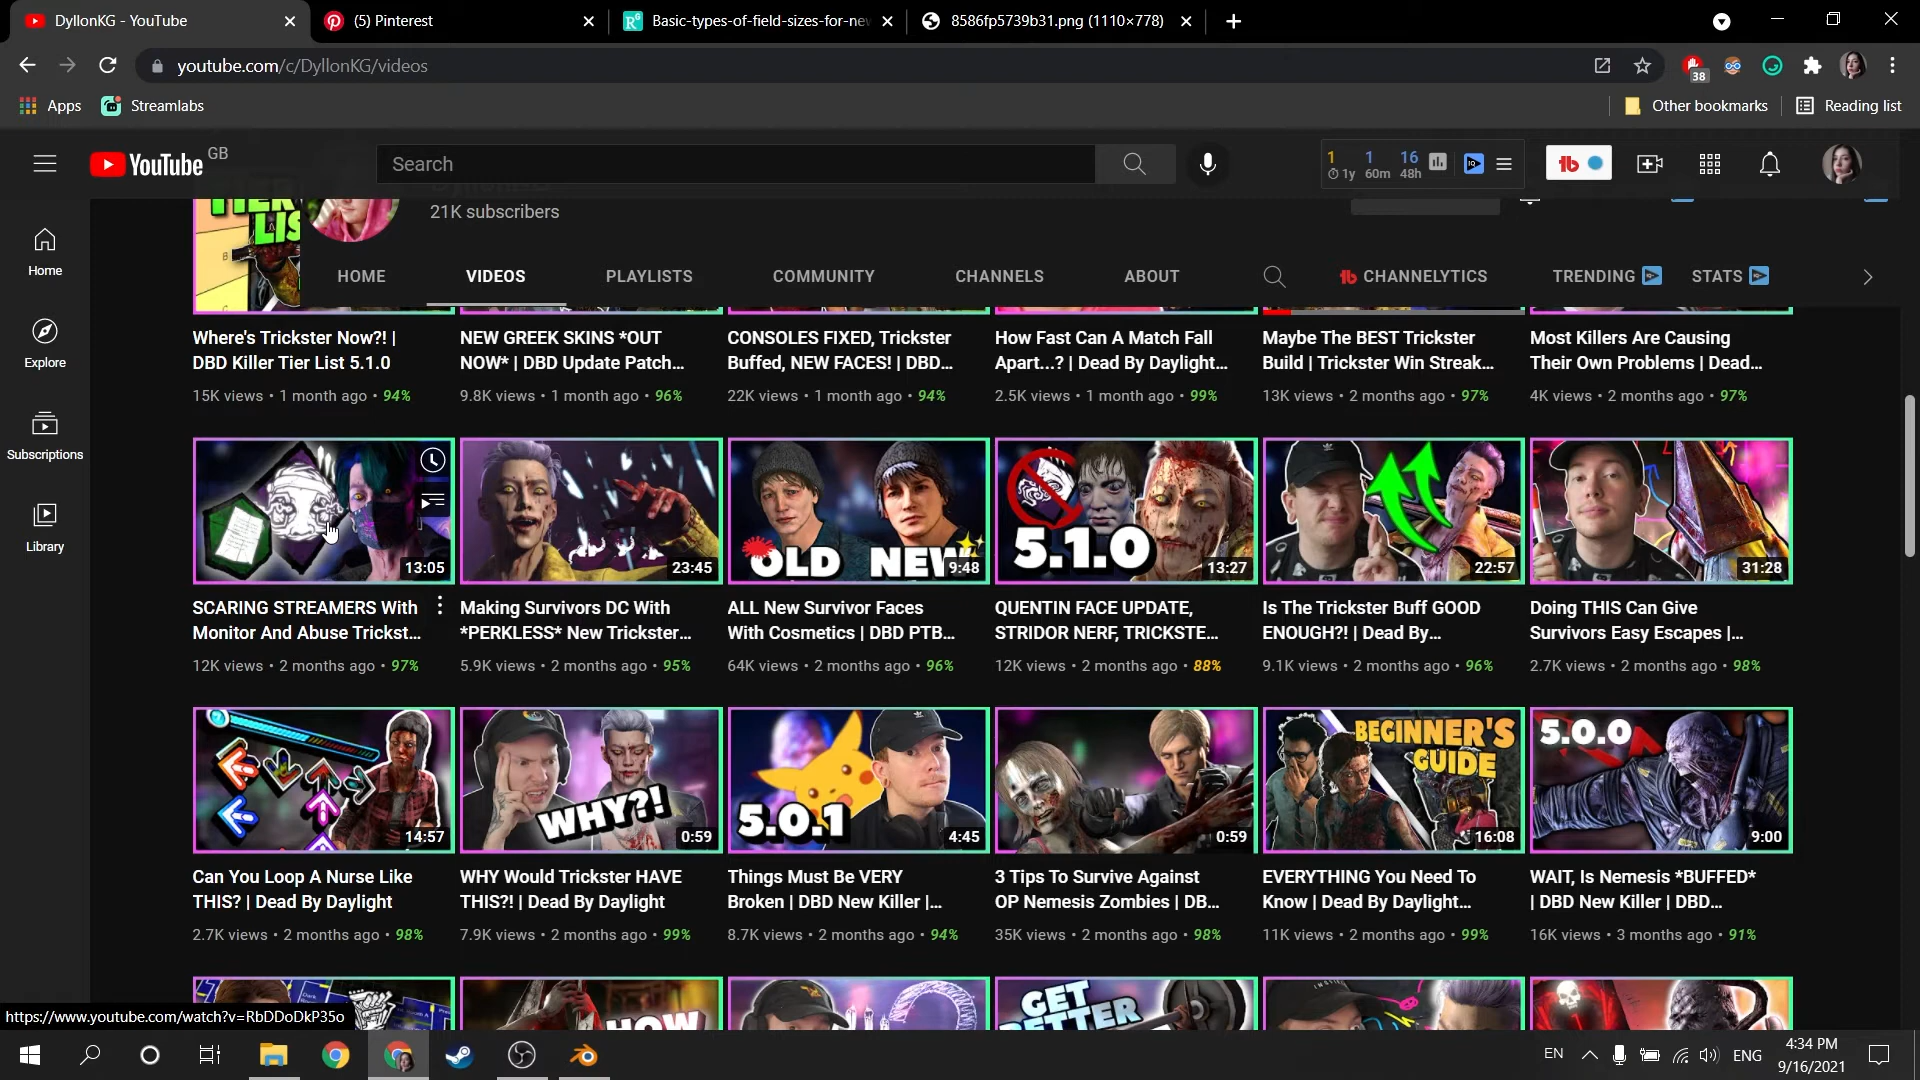 DyllonKG - YouTube
(5) Pinterest
Basic-types-of-field-sizes-for-nev
8586fp5739b31.png (1110×778)
youtube.com/c/DyllonKG/videos
38
Apps
Streamlabs
Other bookmarks
Reading list
YouTube
GB
Search
1 1 16
1y 60m 48h
IQ
21K subscribers
TIER
LIS
HOME
VIDEOS
PLAYLISTS
COMMUNITY
CHANNELS
ABOUT
CHANNELYTICS
TRENDING
STATS
Home
Explore
Subscriptions
Library
Where's Trickster Now?! |
DBD Killer Tier List 5.1.0
15K views • 1 month ago • 94%
NEW GREEK SKINS *OUT
NOW* | DBD Update Patch...
9.8K views • 1 month ago • 96%
CONSOLES FIXED, Trickster
Buffed, NEW FACES! | DBD...
22K views • 1 month ago • 94%
How Fast Can A Match Fall
Apart...? | Dead By Daylight...
2.5K views • 1 month ago • 99%
Maybe The BEST Trickster
Build | Trickster Win Streak...
13K views • 2 months ago • 97%
Most Killers Are Causing
Their Own Problems | Dead...
4K views • 2 months ago • 97%
13:05
23:45
OLD NEW
9:48
5.1.0
13:27
22:57
31:28
SCARING STREAMERS With
Monitor And Abuse Trickst...
12K views • 2 months ago • 97%
Making Survivors DC With
*PERKLESS* New Trickster...
5.9K views • 2 months ago • 95%
ALL New Survivor Faces
With Cosmetics | DBD PTB...
64K views • 2 months ago • 96%
QUENTIN FACE UPDATE,
STRIDOR NERF, TRICKSTE...
12K views • 2 months ago • 88%
Is The Trickster Buff GOOD
ENOUGH?! | Dead By...
9.1K views • 2 months ago • 96%
Doing THIS Can Give
Survivors Easy Escapes |...
2.7K views • 2 months ago • 98%
14:57
WHY?!
0:59
5.0.1
4:45
0:59
BEGINNER'S
GUIDE
16:08
5.0.0
9:00
Can You Loop A Nurse Like
THIS? | Dead By Daylight
2.7K views • 2 months ago • 98%
WHY Would Trickster HAVE
THIS?! | Dead By Daylight
7.9K views • 2 months ago • 99%
Things Must Be VERY
Broken | DBD New Killer |...
8.7K views • 2 months ago • 94%
3 Tips To Survive Against
OP Nemesis Zombies | DB...
35K views • 2 months ago • 98%
EVERYTHING You Need To
Know | Dead By Daylight...
11K views • 2 months ago • 99%
WAIT, Is Nemesis *BUFFED*
| DBD New Killer | DBD...
16K views • 3 months ago • 91%
HOW
GET
BETTER
https://www.youtube.com/watch?v=RbDDoDkP35o
EN
ENG
4:34 PM
9/16/2021